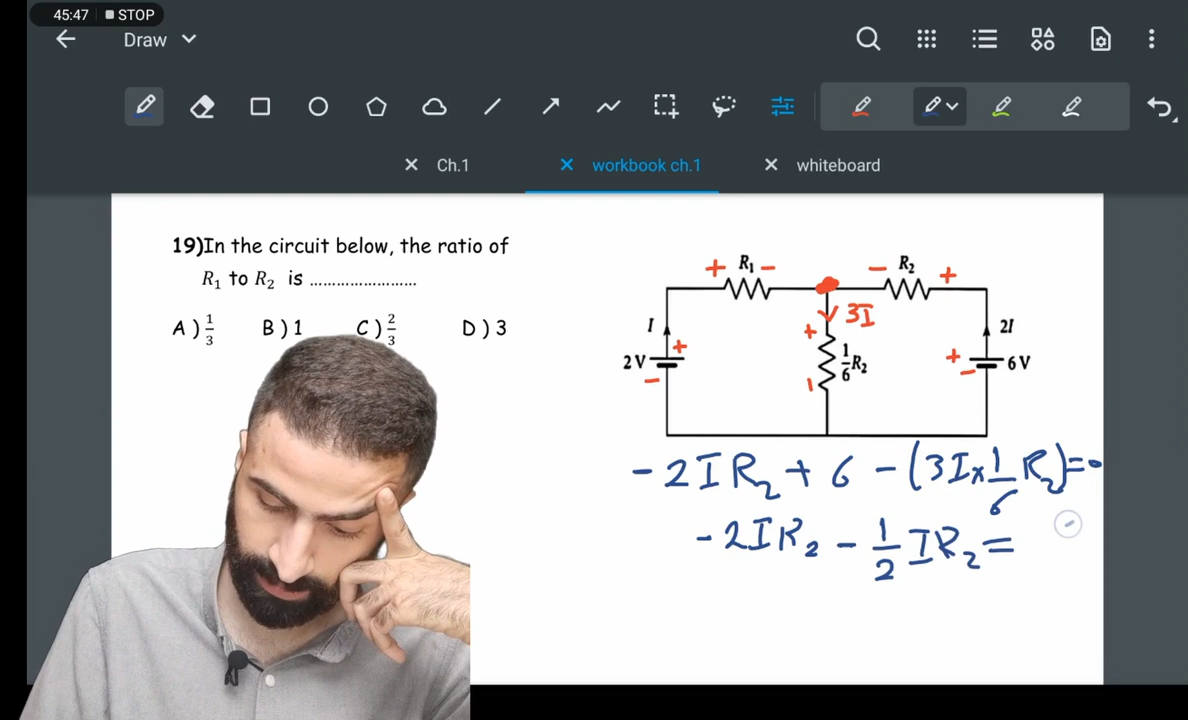 45:47 STOP
Draw
Ch.1
workbook ch.1
whiteboard
19)In the circuit below, the ratio of
R₁ to R₂ is ........................
A) 1/3 B) 1 C) 2/3 D) 3
+ R₁ −
− R₂ +
3I
I
2I
+
2 V
+
−
1/6 R₂
+
−
6 V
- 2IR₂ + 6 - (3I×1/6 R₂)=0
- 2IR₂ - 1/2 IR₂ =